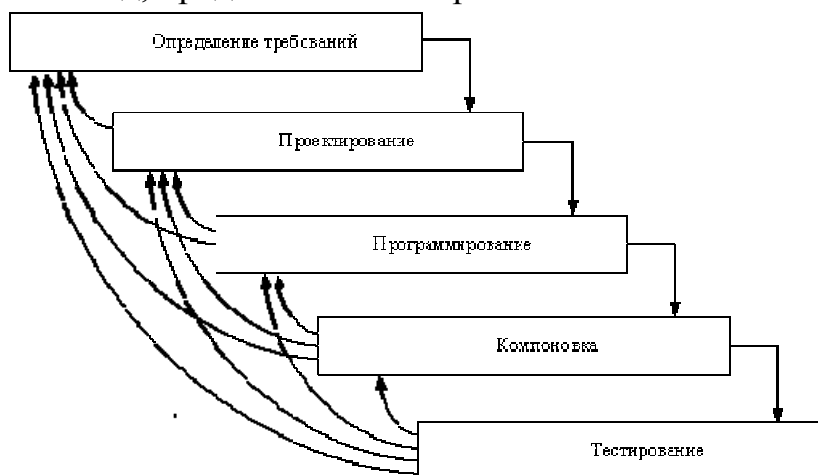 Определение требований
Проектирование
Программирование
Компоновка
Тестирование